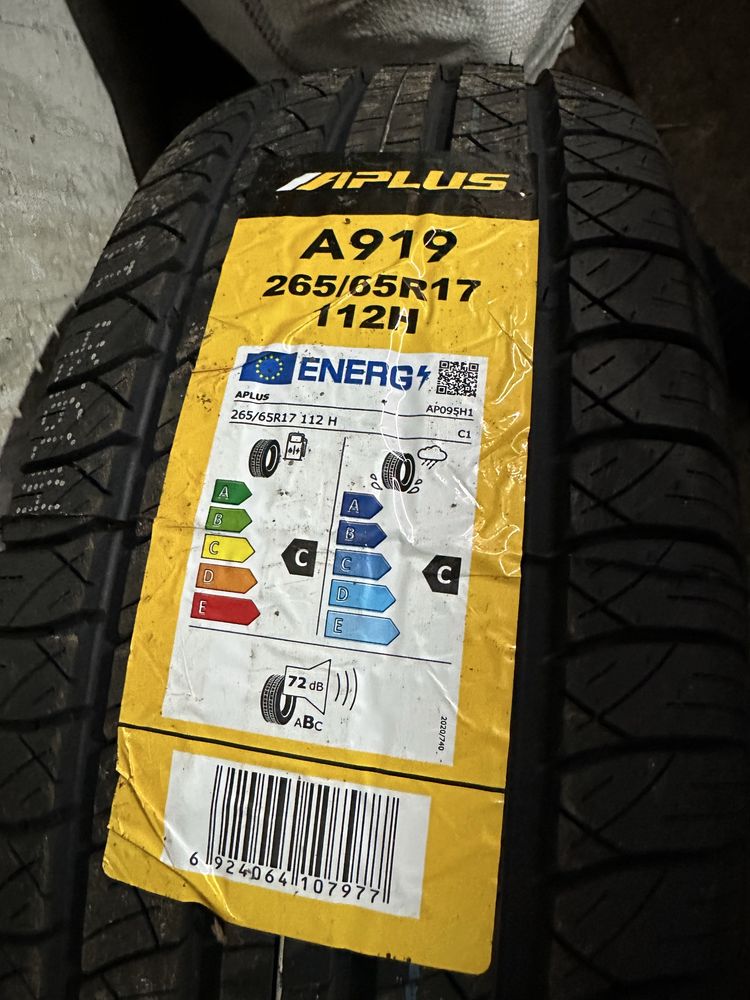 APLUS
A919
265/65R17
112H
ENERG
APLUS AP095H1
265/65R17 112 H C1
A A
B B
C C C C
D D
E E
72 dB
ABC
2020/740
6 924064 107977